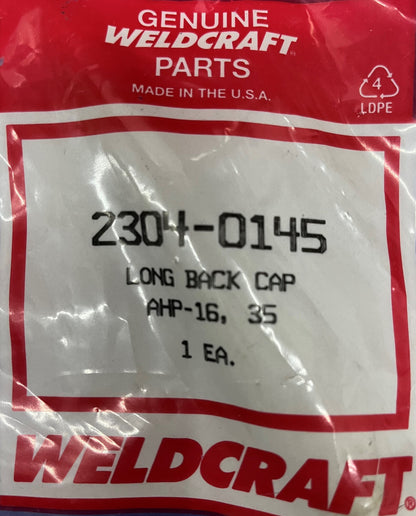 GENUINE
WELDCRAFT
PARTS
MADE IN THE U.S.A.
4
LDPE
2304-0145
LONG BACK CAP
AHP-16, 35
1 EA.
WELDCRAFT®